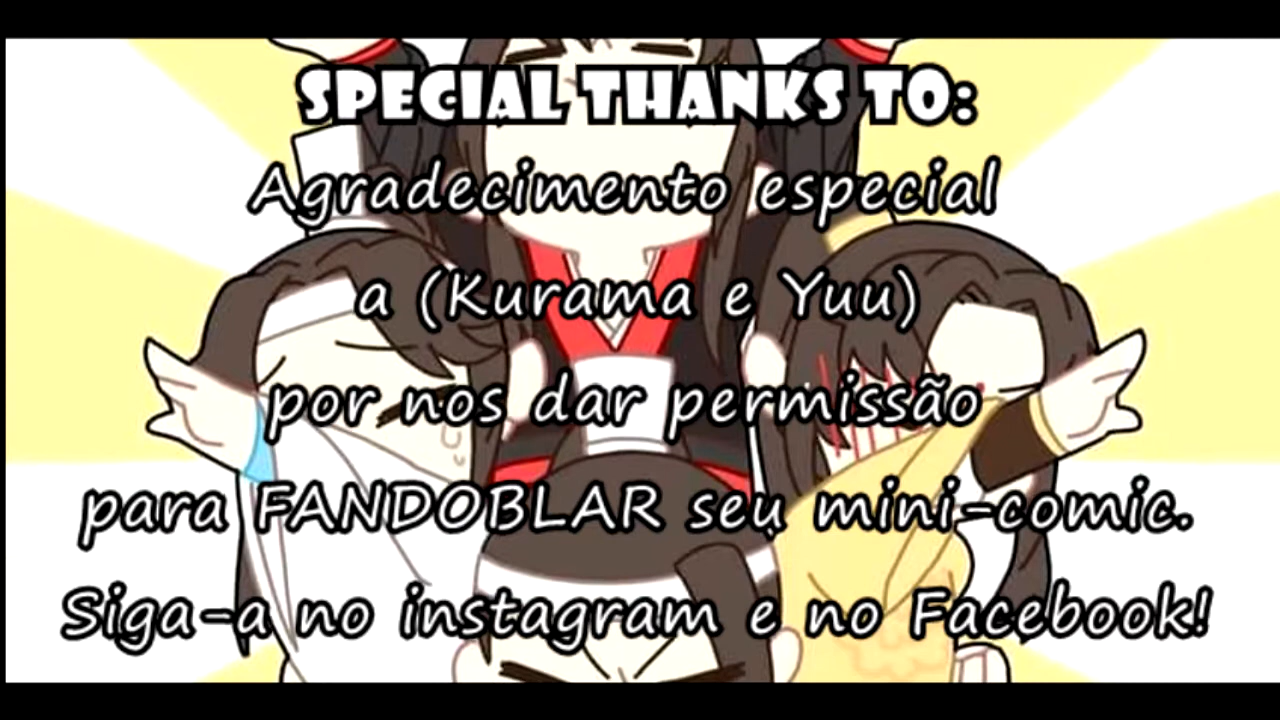 SPECIAL THANKS TO:
Agradecimento especial
a (Kurama e Yuu)
por nos dar permissão
para FANDOBLAR seu mini-comic.
Siga-a no instagram e no Facebook!